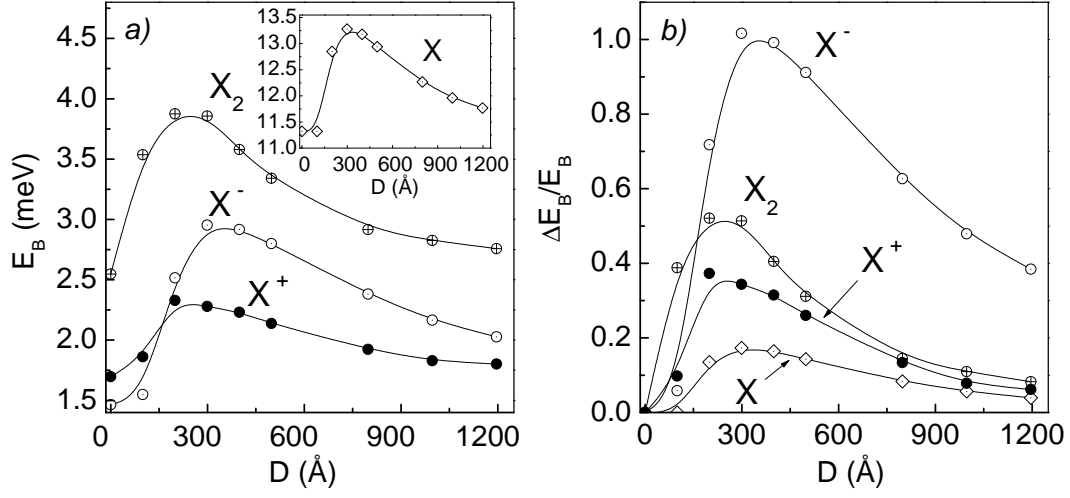 a)
4.5
4.0
3.5
3.0
2.5
2.0
1.5
E_B (meV)
0 300 600 900 1200
D (Å)
X₂
X⁻
X⁺
13.5
13.0
12.5
12.0
11.5
11.0
X
0 300 600 900 1200
D (Å)
b)
1.0
0.8
0.6
0.4
0.2
0.0
ΔE_B/E_B
0 300 600 900 1200
D (Å)
X⁻
X₂
X⁺
X